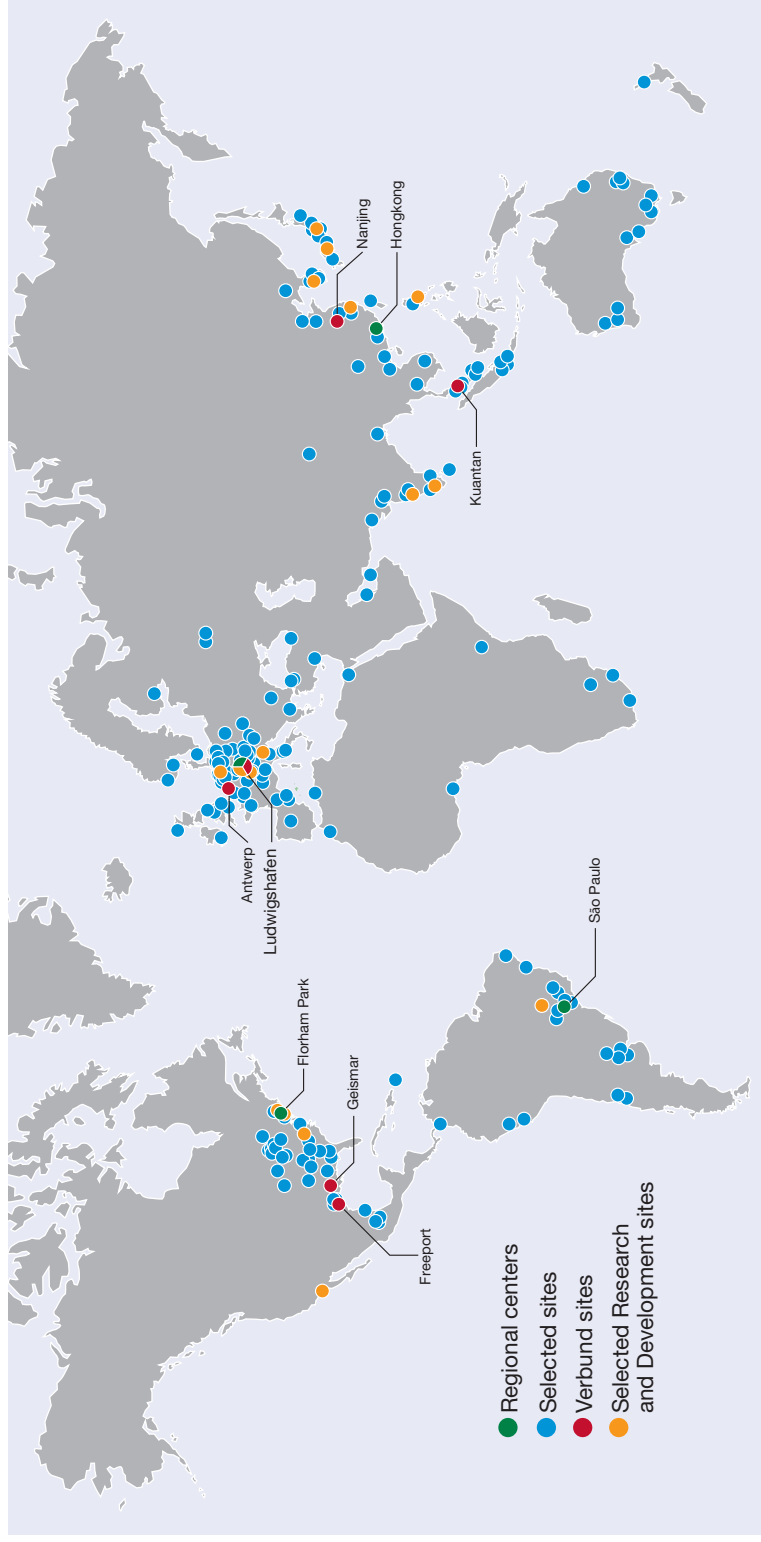 Florham Park
Geismar
Freeport
São Paulo
Antwerp
Ludwigshafen
Nanjing
Hongkong
Kuantan
Regional centers
Selected sites
Verbund sites
Selected Research
and Development sites